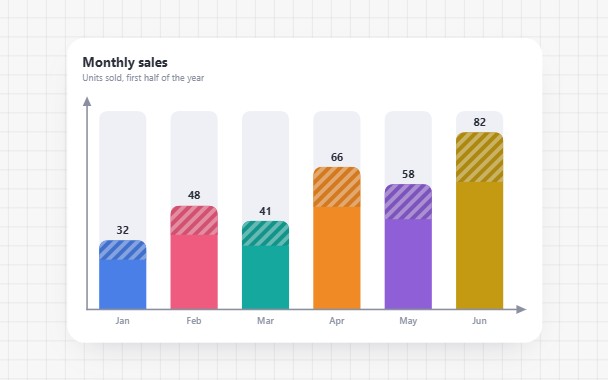 Monthly sales
Units sold, first half of the year
82
66
58
48
41
32
Jan Feb Mar Apr May Jun